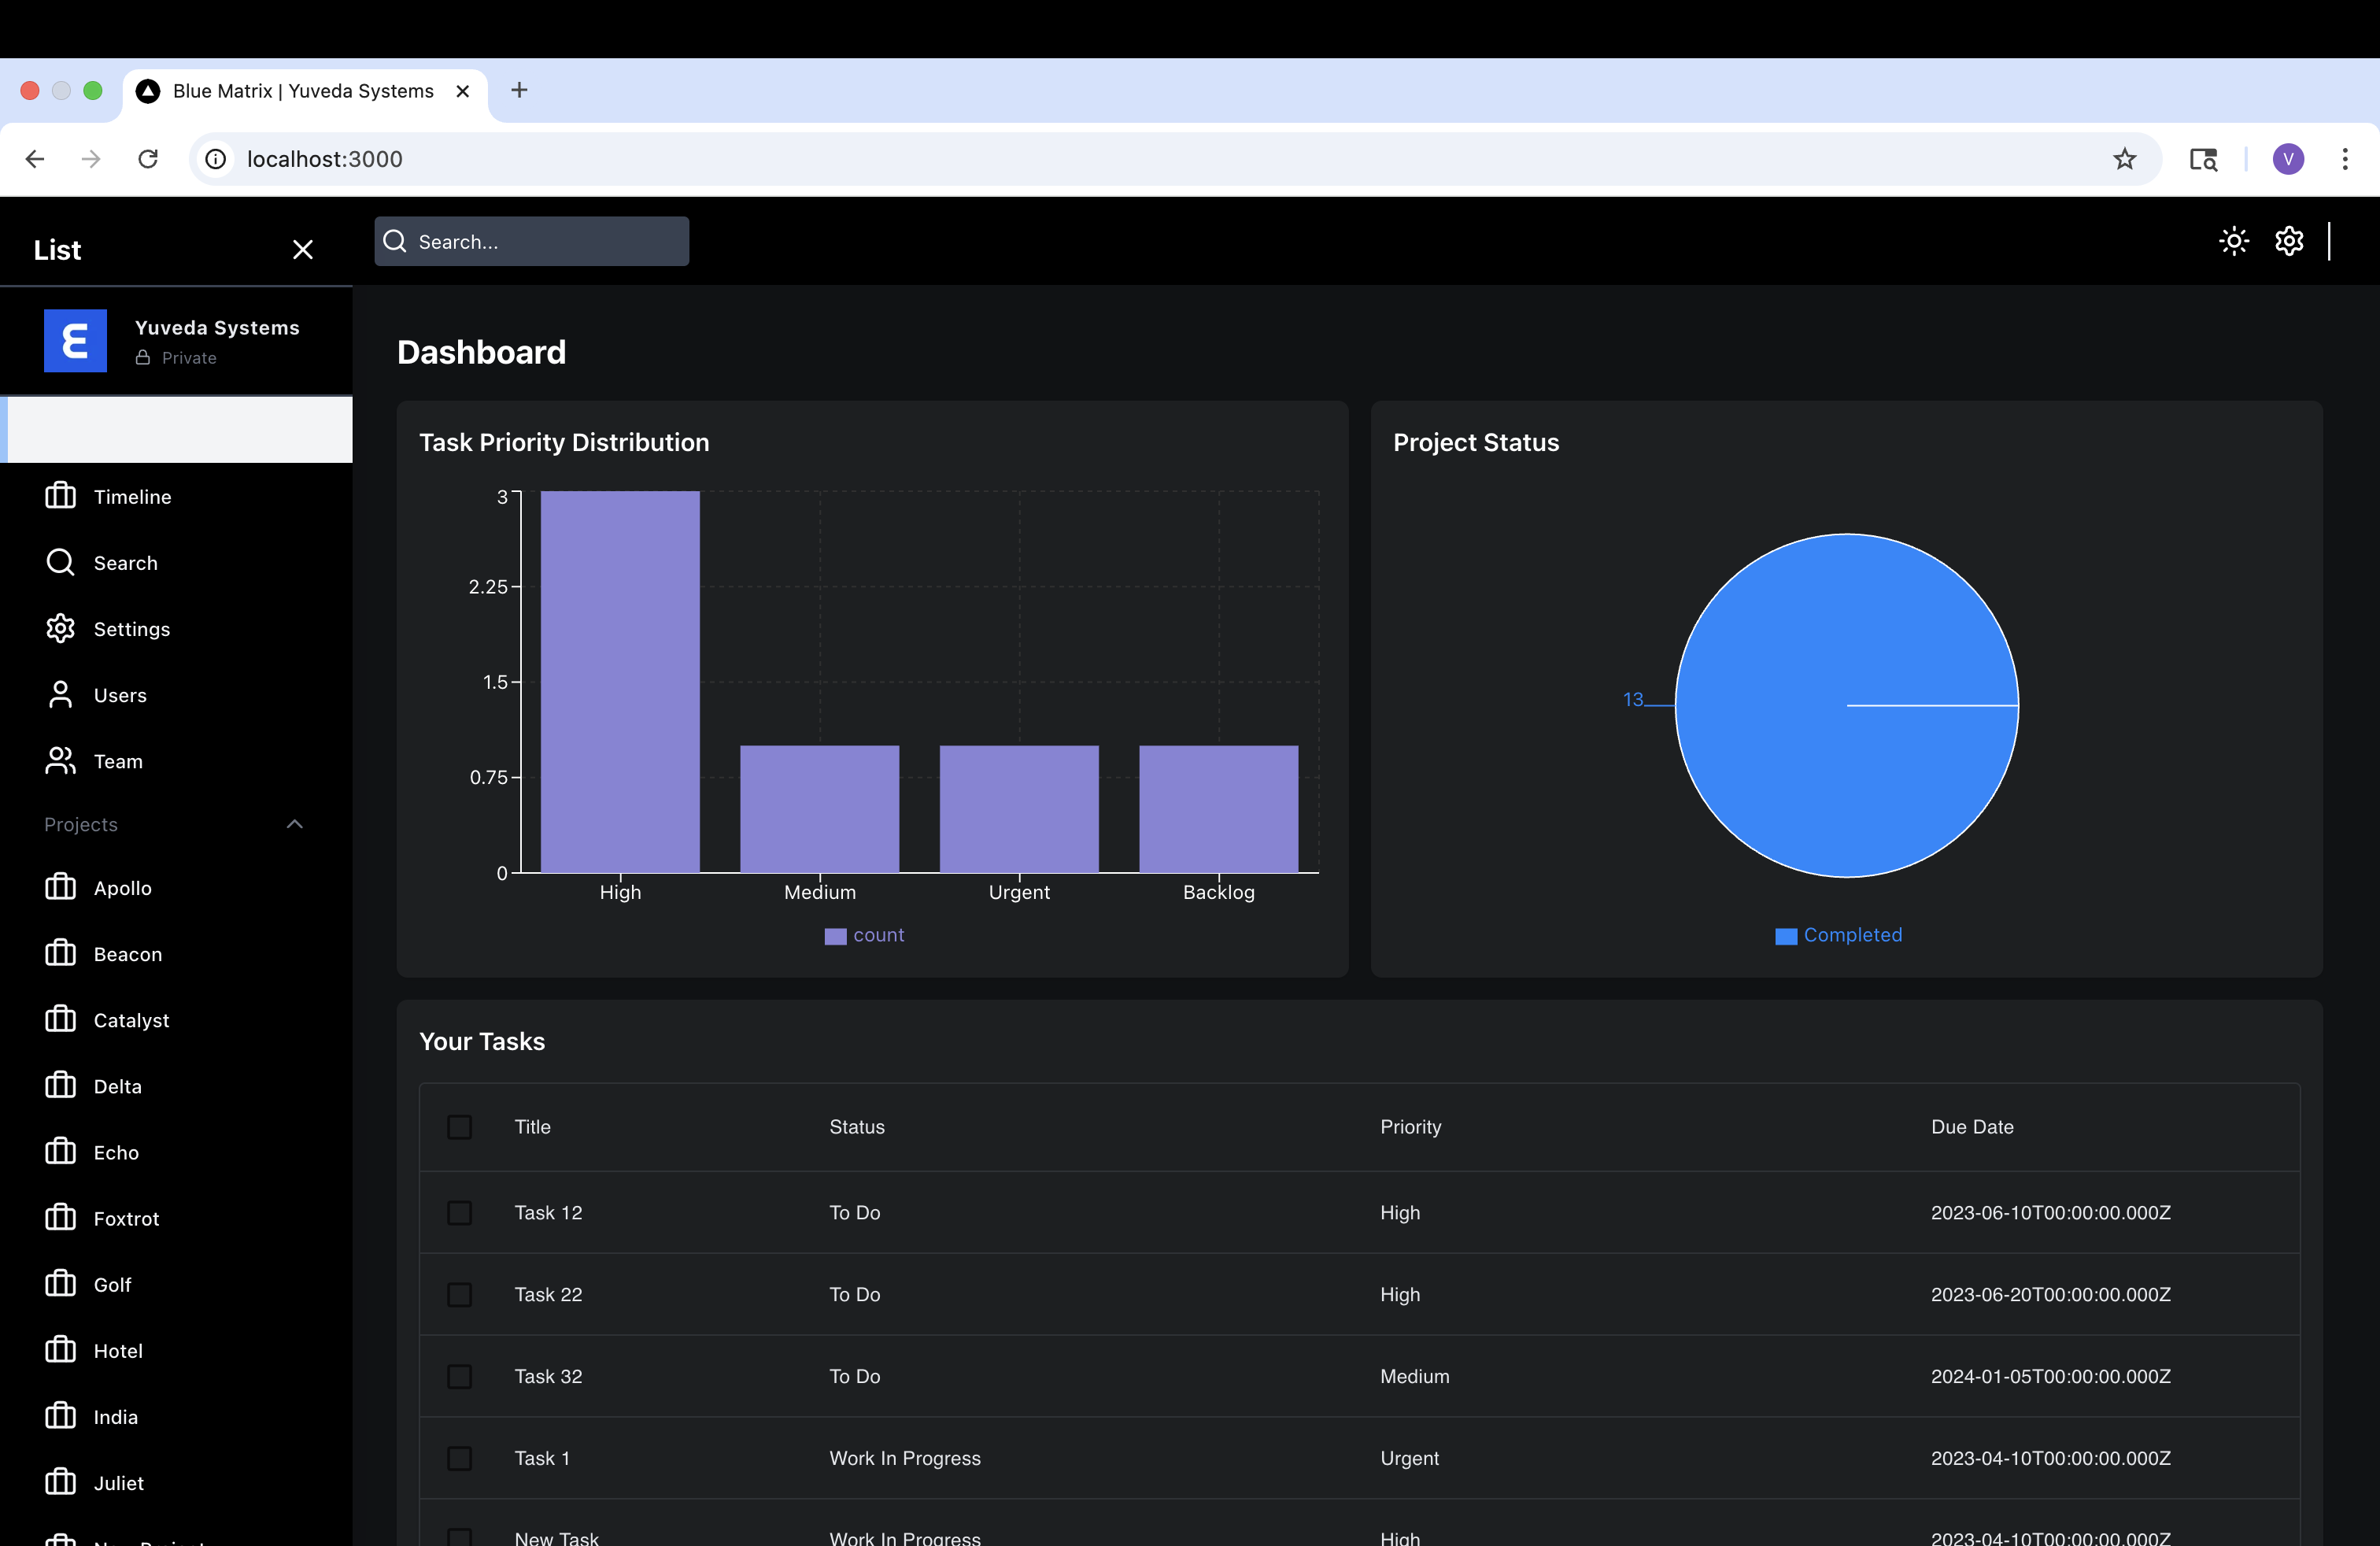 Blue Matrix | Yuveda Systems
localhost:3000
V
List
Search...
Yuveda Systems
Private
Timeline
Search
Settings
Users
Team
Projects
Apollo
Beacon
Catalyst
Delta
Echo
Foxtrot
Golf
Hotel
India
Juliet
New Project
Dashboard
Task Priority Distribution
3
2.25
1.5
0.75
0
High Medium Urgent Backlog
count
Project Status
13
Completed
Your Tasks
Title Status Priority Due Date
Task 12 To Do High 2023-06-10T00:00:00.000Z
Task 22 To Do High 2023-06-20T00:00:00.000Z
Task 32 To Do Medium 2024-01-05T00:00:00.000Z
Task 1 Work In Progress Urgent 2023-04-10T00:00:00.000Z
New Task Work In Progress High 2023-04-10T00:00:00.000Z